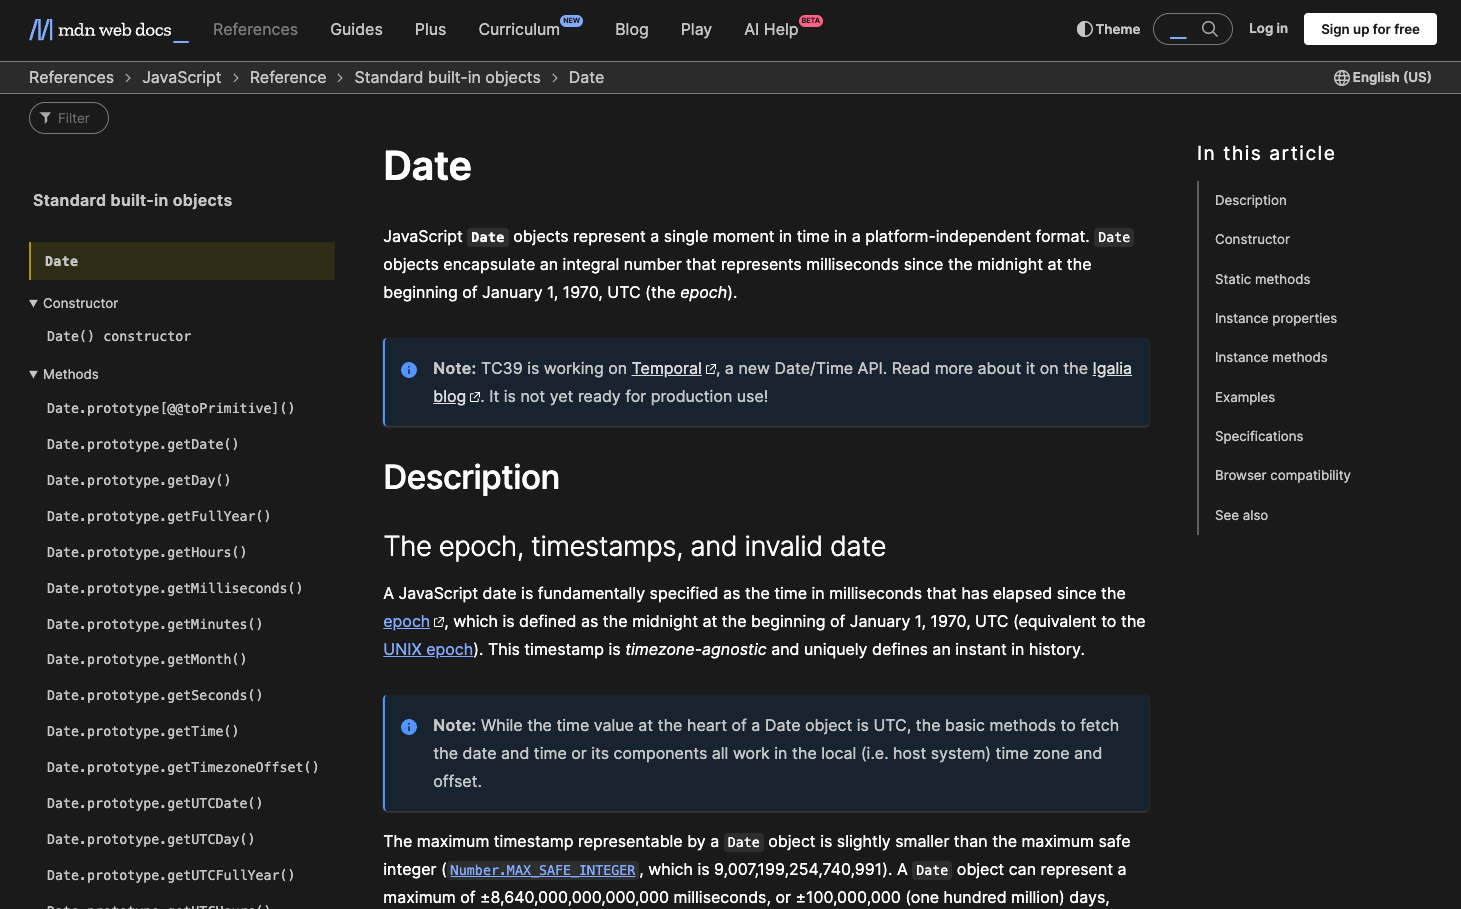 mdn web docs_
References
Guides
Plus
Curriculum NEW
Blog
Play
AI Help BETA
Theme
Log in
Sign up for free
References > JavaScript > Reference > Standard built-in objects > Date
English (US)
Filter
Standard built-in objects
Date
▼ Constructor
Date() constructor
▼ Methods
Date.prototype[@@toPrimitive]()
Date.prototype.getDate()
Date.prototype.getDay()
Date.prototype.getFullYear()
Date.prototype.getHours()
Date.prototype.getMilliseconds()
Date.prototype.getMinutes()
Date.prototype.getMonth()
Date.prototype.getSeconds()
Date.prototype.getTime()
Date.prototype.getTimezoneOffset()
Date.prototype.getUTCDate()
Date.prototype.getUTCDay()
Date.prototype.getUTCFullYear()
Date
JavaScript Date objects represent a single moment in time in a platform-independent format. Date
objects encapsulate an integral number that represents milliseconds since the midnight at the
beginning of January 1, 1970, UTC (the epoch).
Note: TC39 is working on Temporal, a new Date/Time API. Read more about it on the Igalia
blog. It is not yet ready for production use!
Description
The epoch, timestamps, and invalid date
A JavaScript date is fundamentally specified as the time in milliseconds that has elapsed since the
epoch, which is defined as the midnight at the beginning of January 1, 1970, UTC (equivalent to the
UNIX epoch). This timestamp is timezone-agnostic and uniquely defines an instant in history.
Note: While the time value at the heart of a Date object is UTC, the basic methods to fetch
the date and time or its components all work in the local (i.e. host system) time zone and
offset.
The maximum timestamp representable by a Date object is slightly smaller than the maximum safe
integer (Number.MAX_SAFE_INTEGER, which is 9,007,199,254,740,991). A Date object can represent a
maximum of ±8,640,000,000,000,000 milliseconds, or ±100,000,000 (one hundred million) days,
In this article
Description
Constructor
Static methods
Instance properties
Instance methods
Examples
Specifications
Browser compatibility
See also